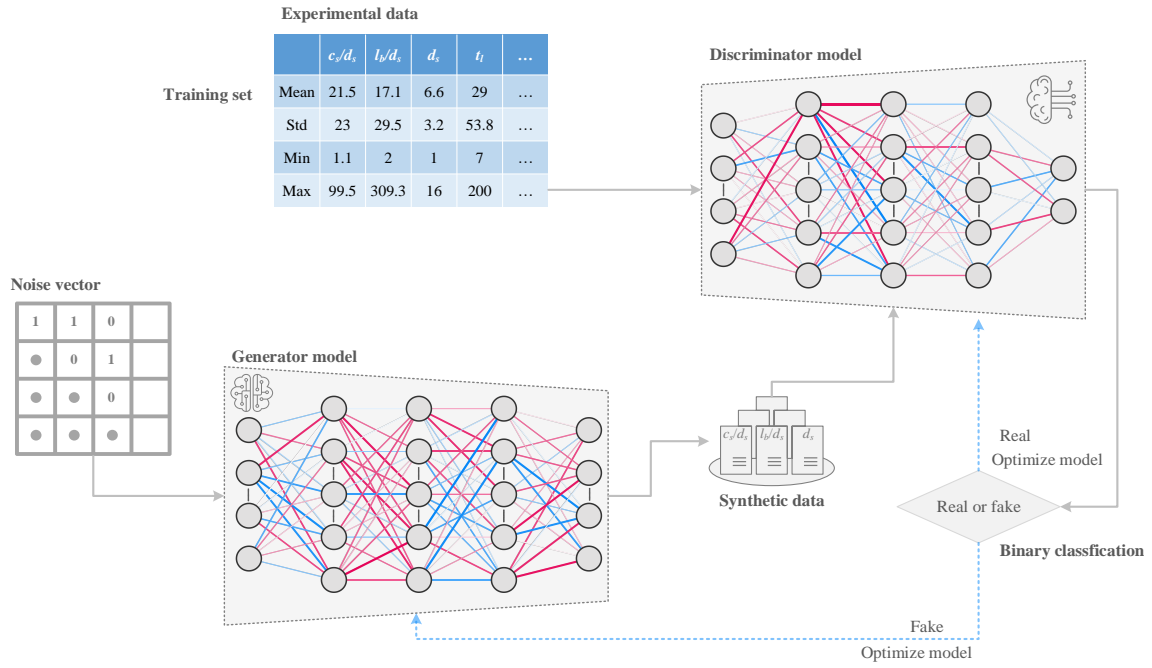 Experimental data
Training set
c_s/d_s l_b/d_s d_s t_l …
Mean 21.5 17.1 6.6 29 …
Std 23 29.5 3.2 53.8 …
Min 1.1 2 1 7 …
Max 99.5 309.3 16 200 …
Discriminator model
Noise vector
1 1 0
0 1
0
Generator model
c_s/d_s l_b/d_s d_s
Synthetic data
Real
Optimize model
Real or fake
Binary classfication
Fake
Optimize model